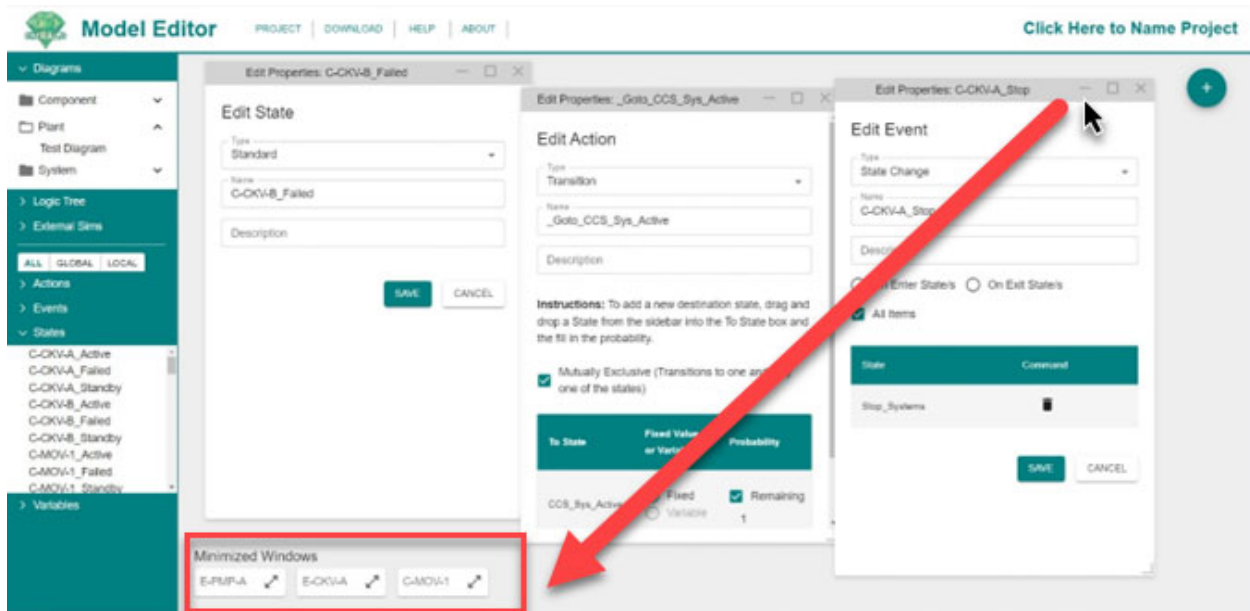 Model Editor
PROJECT
DOWNLOAD
HELP
ABOUT
Click Here to Name Project
Diagrams
Component
Plant
Test Diagram
System
Logic Tree
External Sims
ALL
GLOBAL
LOCAL
Actions
Events
States
C-CKV-A_Active
C-CKV-A_Failed
C-CKV-A_Standby
C-CKV-B_Active
C-CKV-B_Failed
C-CKV-B_Standby
C-MOV-1_Active
C-MOV-1_Failed
C-MOV-1_Standby
Variables
Edit Properties: C-CKV-B_Failed
Edit State
Type
Standard
Name
C-CKV-B_Failed
Description
SAVE
CANCEL
Edit Properties: _Goto_CCS_Sys_Active
Edit Action
Type
Transition
Name
_Goto_CCS_Sys_Active
Description
Instructions: To add a new destination state, drag and
drop a State from the sidebar into the To State box and
the fill in the probability.
Mutually Exclusive (Transitions to one
one of the states)
To State
Fixed Value
or
Probability
CCS_Sys_Active
Fixed
Variable
Remaining
1
Edit Properties: C-CKV-A_Stop
Edit Event
Type
State Change
Name
C-CKV-A_Stop
Enter State/s
On Exit State/s
All Items
State
Command
Stop_Systems
SAVE
CANCEL
Minimized Windows
E-PMP-A
E-CKV-A
C-MOV-1